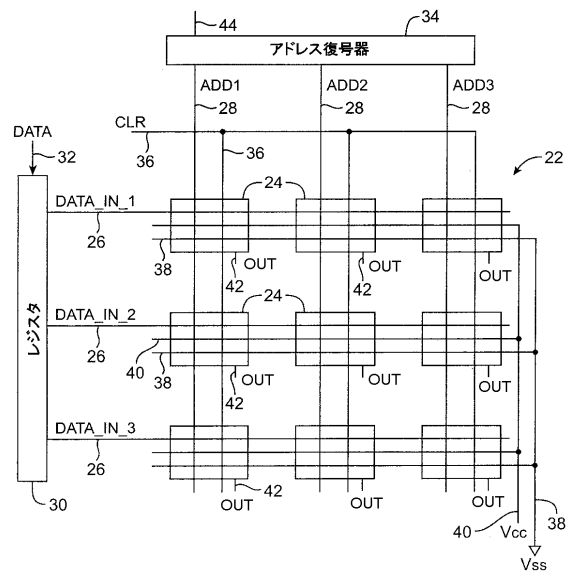 44
34
アドレス復号器
ADD1
ADD2
ADD3
28
28
28
CLR
36
36
DATA
32
22
24
DATA_IN_1
26
38
42
OUT
42
OUT
OUT
24
DATA_IN_2
レジスタ
26
40
38
42
OUT
OUT
OUT
DATA_IN_3
26
42
OUT
OUT
OUT
30
40
38
Vcc
Vss